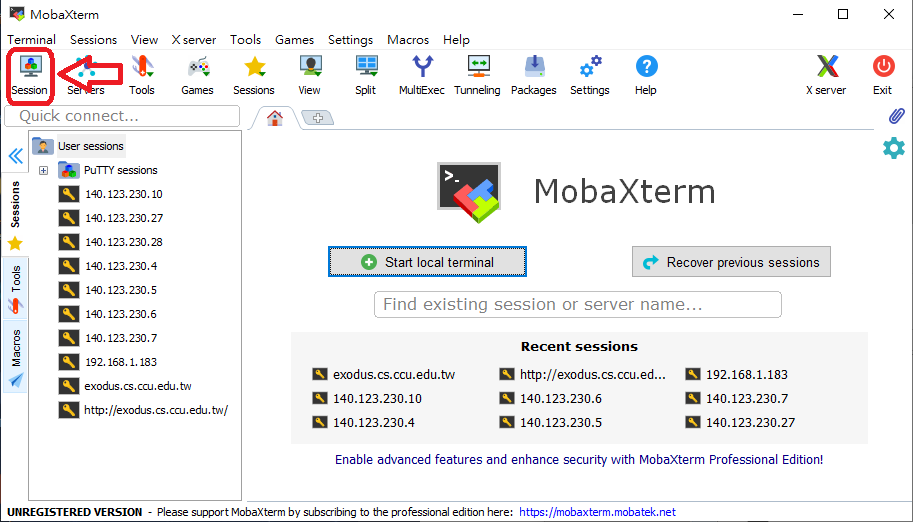 MobaXterm
Terminal Sessions View X server Tools Games Settings Macros Help
Session Servers Tools Games Sessions View Split MultiExec Tunneling Packages Settings Help X server Exit
Quick connect...
User sessions
PuTTY sessions
140.123.230.10
140.123.230.27
140.123.230.28
140.123.230.4
140.123.230.5
140.123.230.6
140.123.230.7
192.168.1.183
exodus.cs.ccu.edu.tw
http://exodus.cs.ccu.edu.tw/
Sessions
Tools
Macros
>_
MobaXterm
Start local terminal Recover previous sessions
Find existing session or server name...
Recent sessions
exodus.cs.ccu.edu.tw http://exodus.cs.ccu.ed... 192.168.1.183
140.123.230.10 140.123.230.6 140.123.230.7
140.123.230.4 140.123.230.5 140.123.230.27
Enable advanced features and enhance security with MobaXterm Professional Edition!
UNREGISTERED VERSION - Please support MobaXterm by subscribing to the professional edition here: https://mobaxterm.mobatek.net